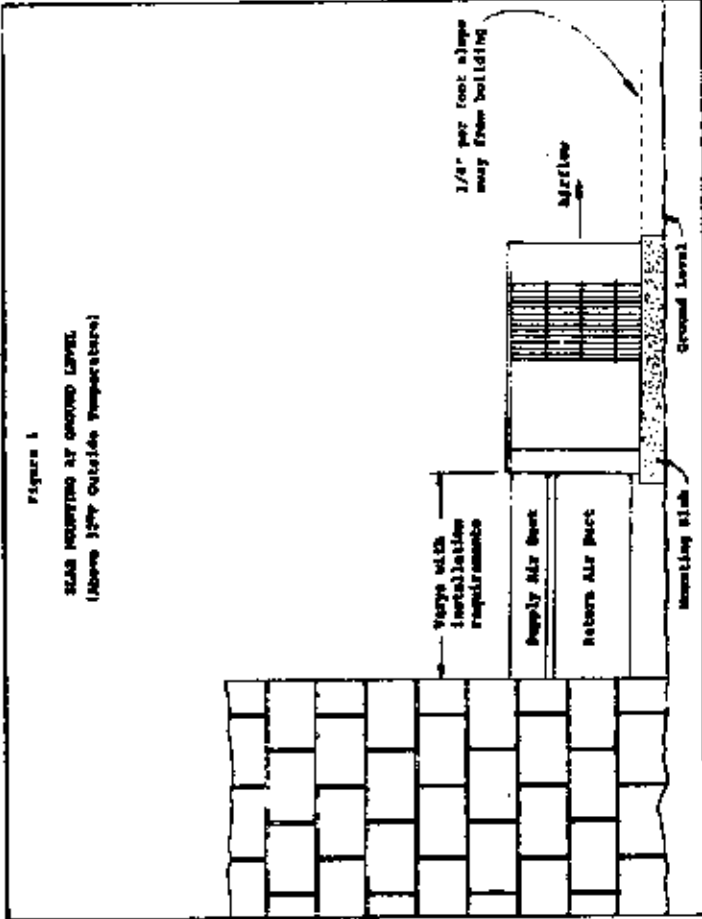 Figure 1
SLAB MOUNTING AT GROUND LEVEL
(Above 32°F Outside Temperature)
1/4" per foot slope
away from building
Airflow
Varys with
installation
requirements
Supply Air Duct
Return Air Duct
Mounting Slab
Ground Level